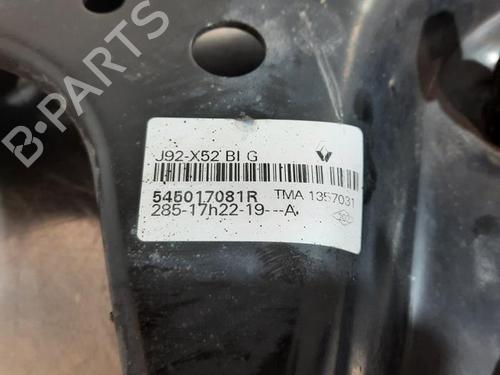 B-PARTS
J92-X52 BI G
545017081R TMA 1357031
285-17h22-19---A